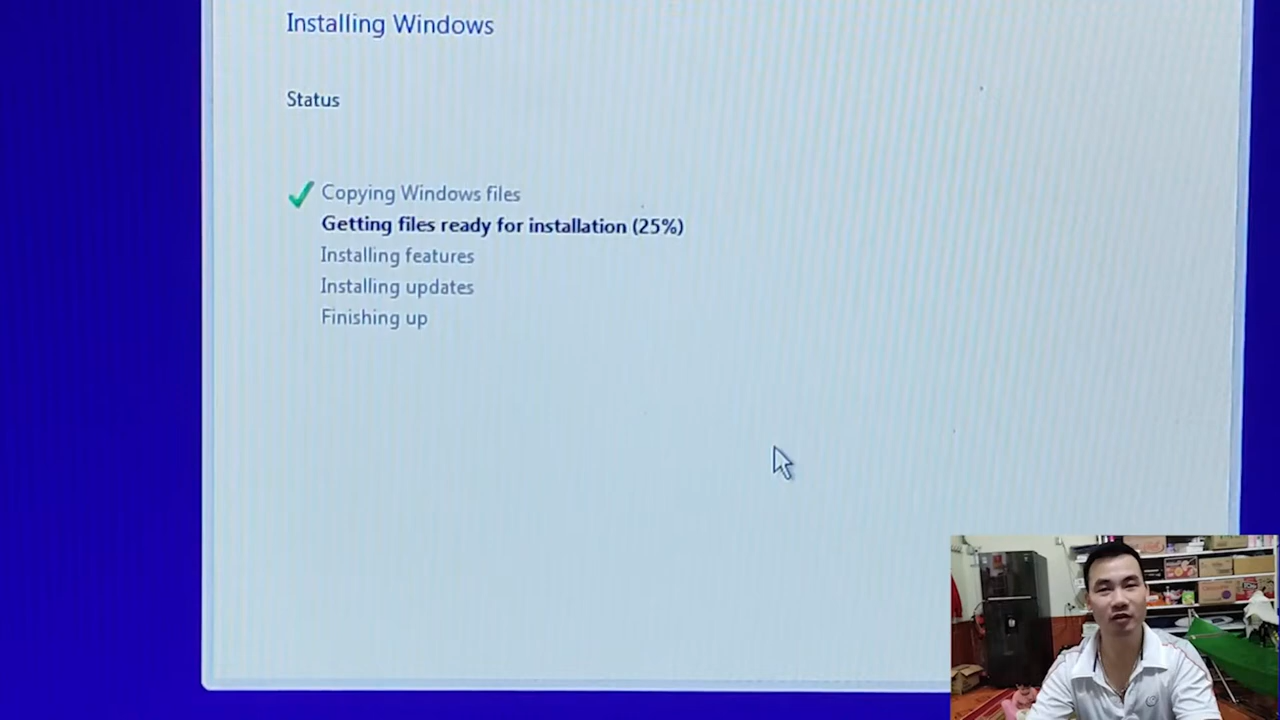 Installing Windows
Status
Copying Windows files
Getting files ready for installation (25%)
Installing features
Installing updates
Finishing up